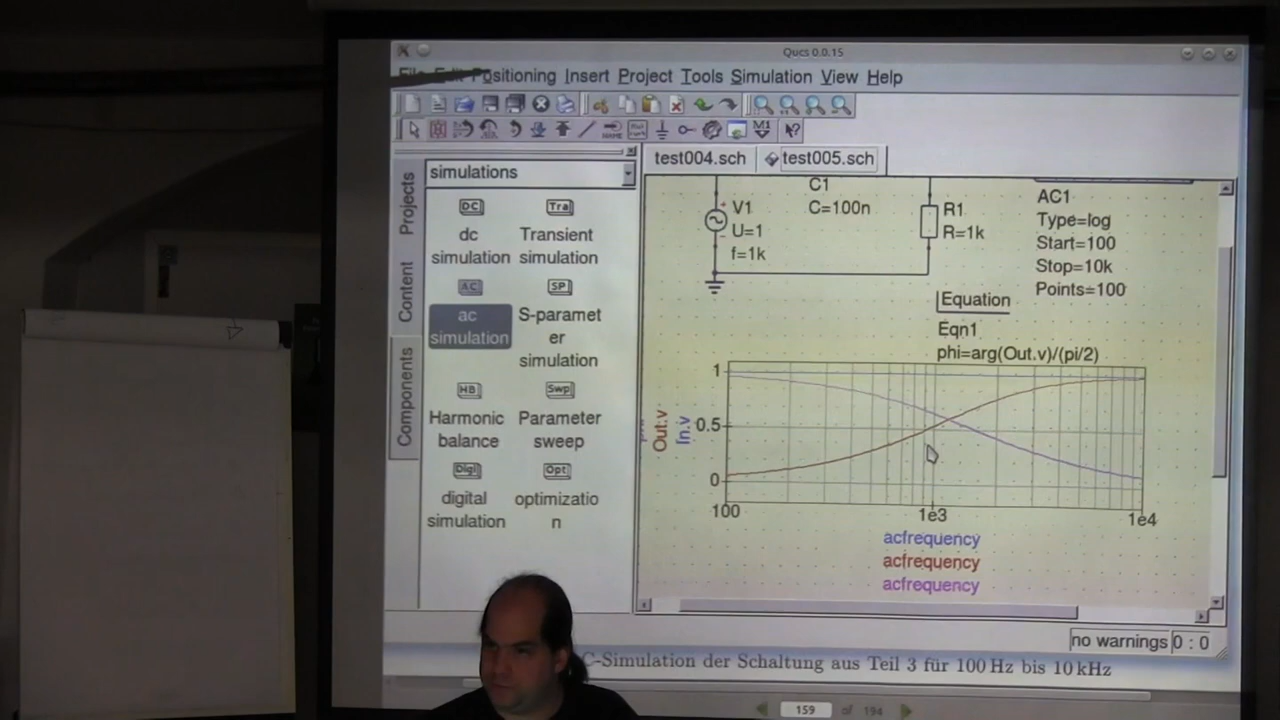 Qucs 0.0.15
File Edit Positioning Insert Project Tools Simulation View Help
NAME
M1
Projects
Content
Components
simulations
DC
dc
simulation
Tra
Transient
simulation
AC
ac
simulation
SP
S-paramet
er
simulation
HB
Harmonic
balance
Swp
Parameter
sweep
Digi
digital
simulation
Opt
optimizatio
n
test004.sch
test005.sch
V1
U=1
f=1k
C1
C=100n
R1
R=1k
AC1
Type=log
Start=100
Stop=10k
Points=100
Equation
Eqn1
phi=arg(Out.v)/(pi/2)
Out.v
In.v
1
0.5
0
100
1e3
1e4
acfrequency
acfrequency
acfrequency
no warnings 0 : 0
C-Simulation der Schaltung aus Teil 3 für 100 Hz bis 10 kHz
159 of 194